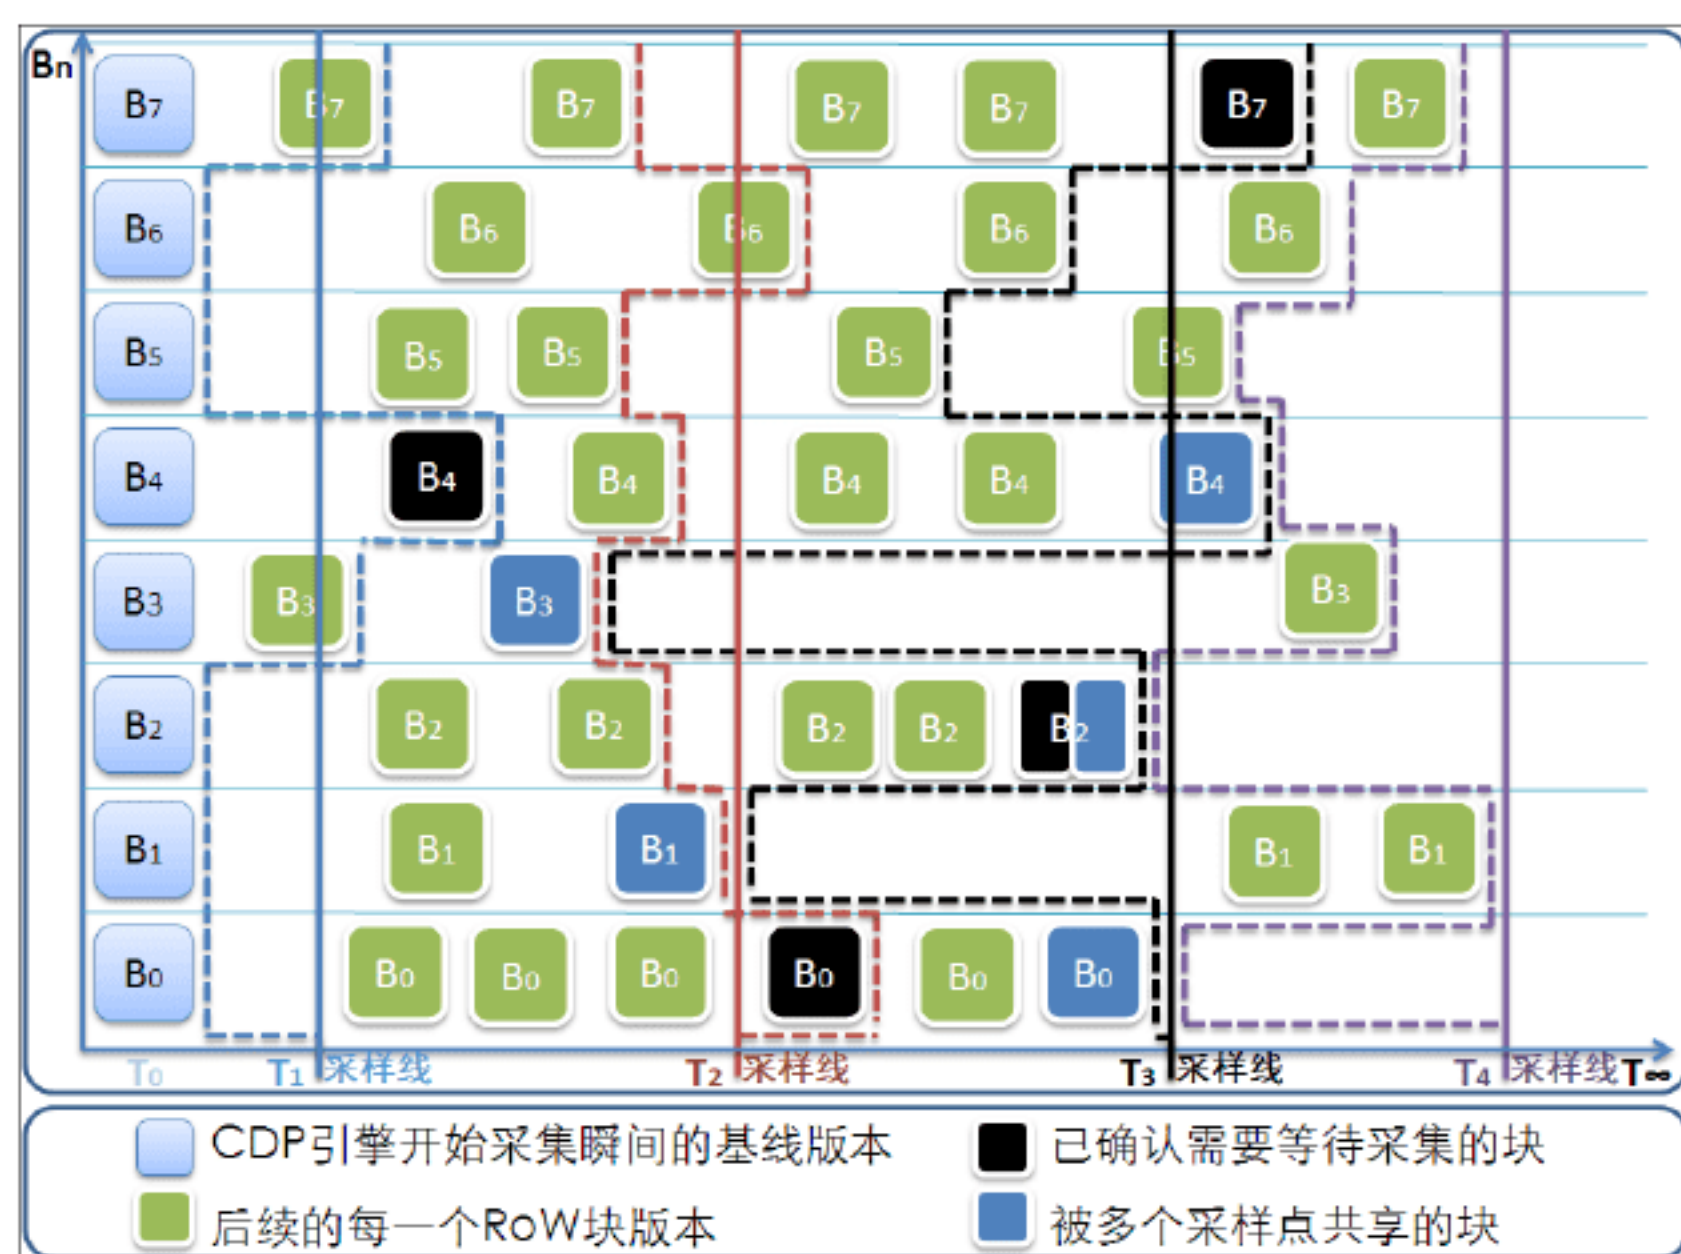 Bn
B7 B7 B7 B7 B7 B7 B7
B6 B6 B6 B6 B6
B5 B5 B5 B5 B5
B4 B4 B4 B4 B4 B4
B3 B3 B3 B3
B2 B2 B2 B2 B2 B2
B1 B1 B1 B1 B1
B0 B0 B0 B0 B0 B0 B0
T0 T1 采样线 T2 采样线 T3 采样线 T4 采样线 T∞
CDP引擎开始采集瞬间的基线版本 已确认需要等待采集的块
后续的每一个RoW块版本 被多个采样点共享的块